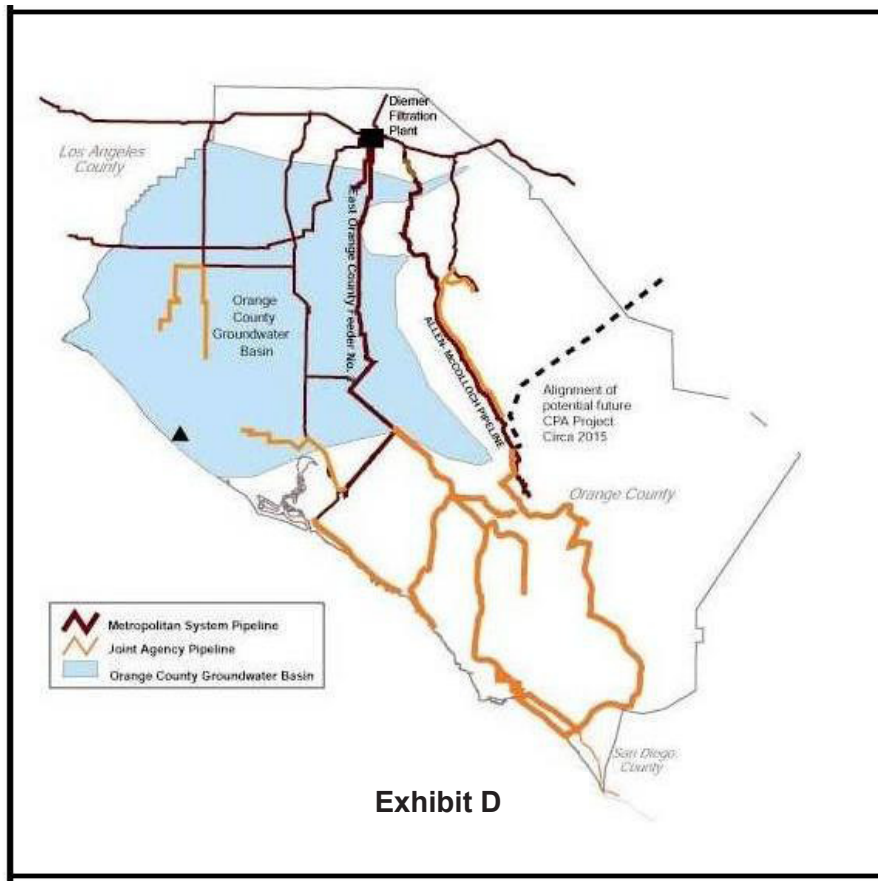 Diemer
Filtration
Plant
Los Angeles
County
East Orange County Feeder No.
Orange
County
Groundwater
Basin
ALLEN- McCOLLOCH PIPELINE
Alignment of
potential future
CPA Project
Circa 2015
Orange County
Metropolitan System Pipeline
Joint Agency Pipeline
Orange County Groundwater Basin
San Diego
County
Exhibit D